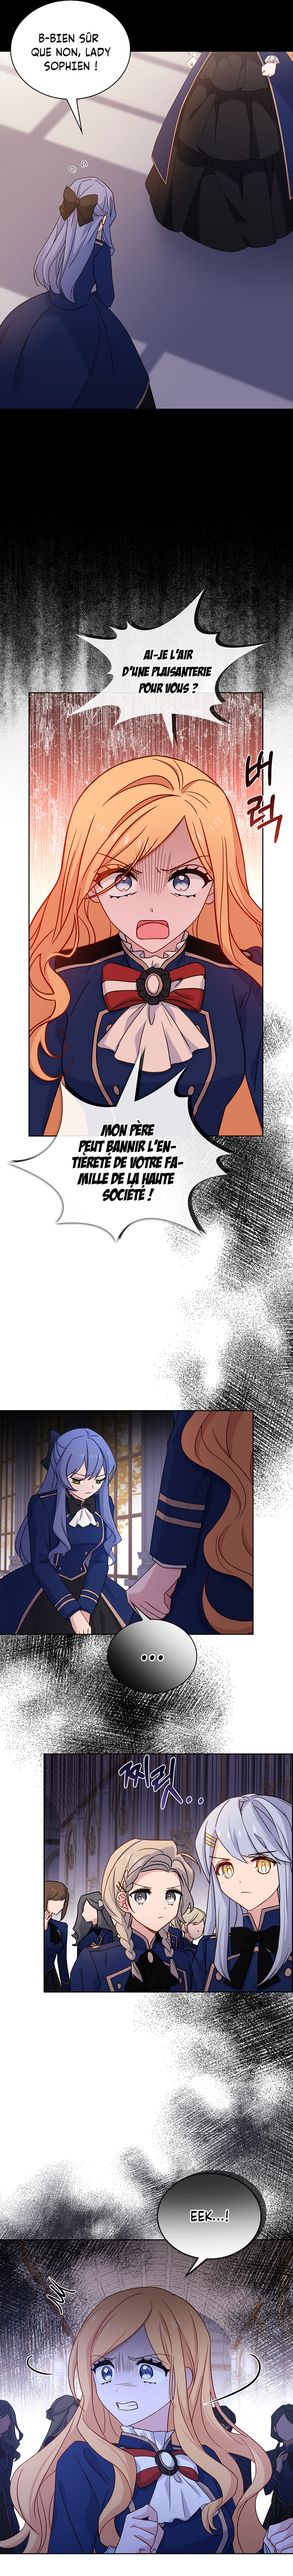 B-BIEN SÛR
QUE NON, LADY
SOPHIEN !
AI-JE L'AIR
D'UNE PLAISANTERIE
POUR VOUS ?
버
럭
MON PÈRE
PEUT BANNIR L'EN-
TIÈRETÉ DE VOTRE FA-
MILLE DE LA HAUTE
SOCIÉTÉ !
...
찌릿..
EEK...!